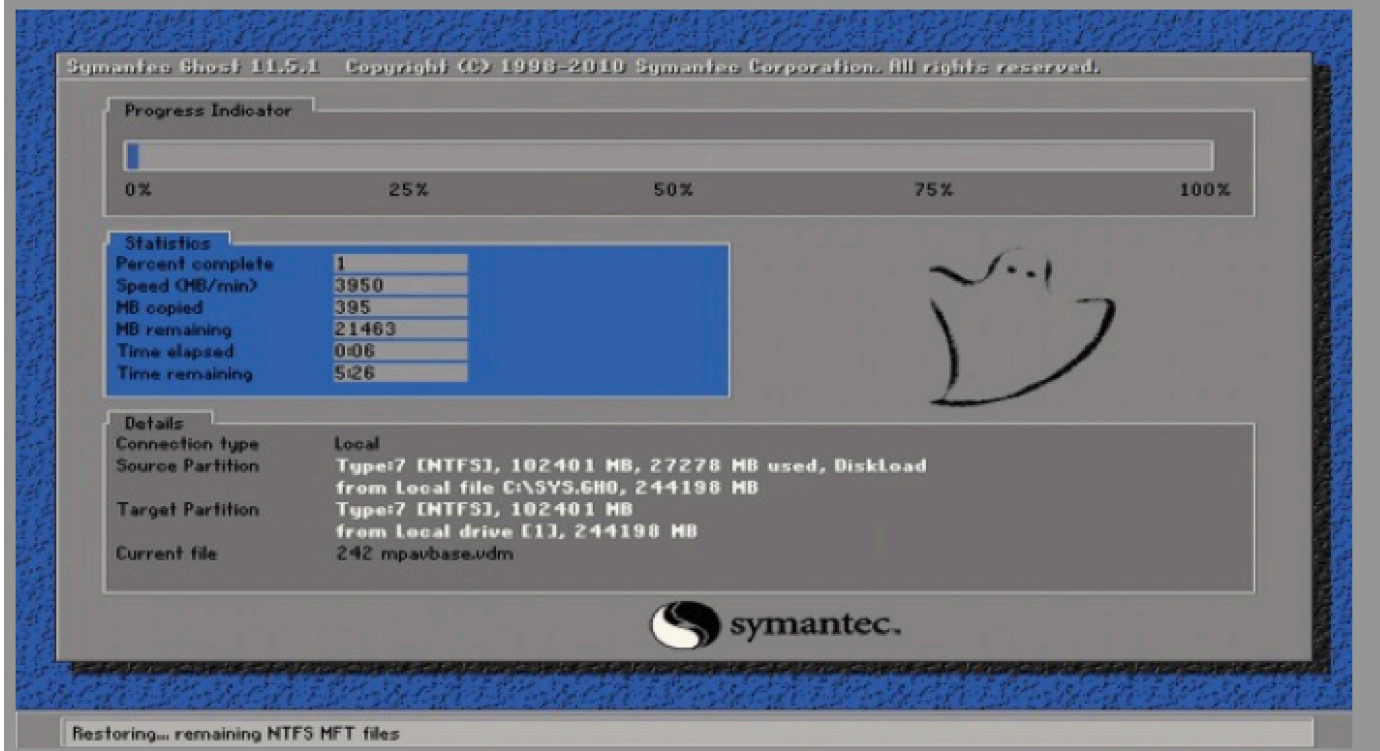 Symantec Ghost 11.5.1 Copyright (C) 1998-2010 Symantec Corporation. All rights reserved.
Progress Indicator
0% 25% 50% 75% 100%
Statistics
Percent complete 1
Speed (MB/min) 3950
MB copied 395
MB remaining 21463
Time elapsed 0:06
Time remaining 5:26
Details
Connection type Local
Source Partition Type:7 [NTFS], 102401 MB, 27278 MB used, Diskload
from Local file C:\SYS.GHO, 244198 MB
Target Partition Type:7 [NTFS], 102401 MB
from Local drive [1], 244198 MB
Current file 242 mpavbase.vdm
symantec.
Restoring... remaining NTFS MFT files